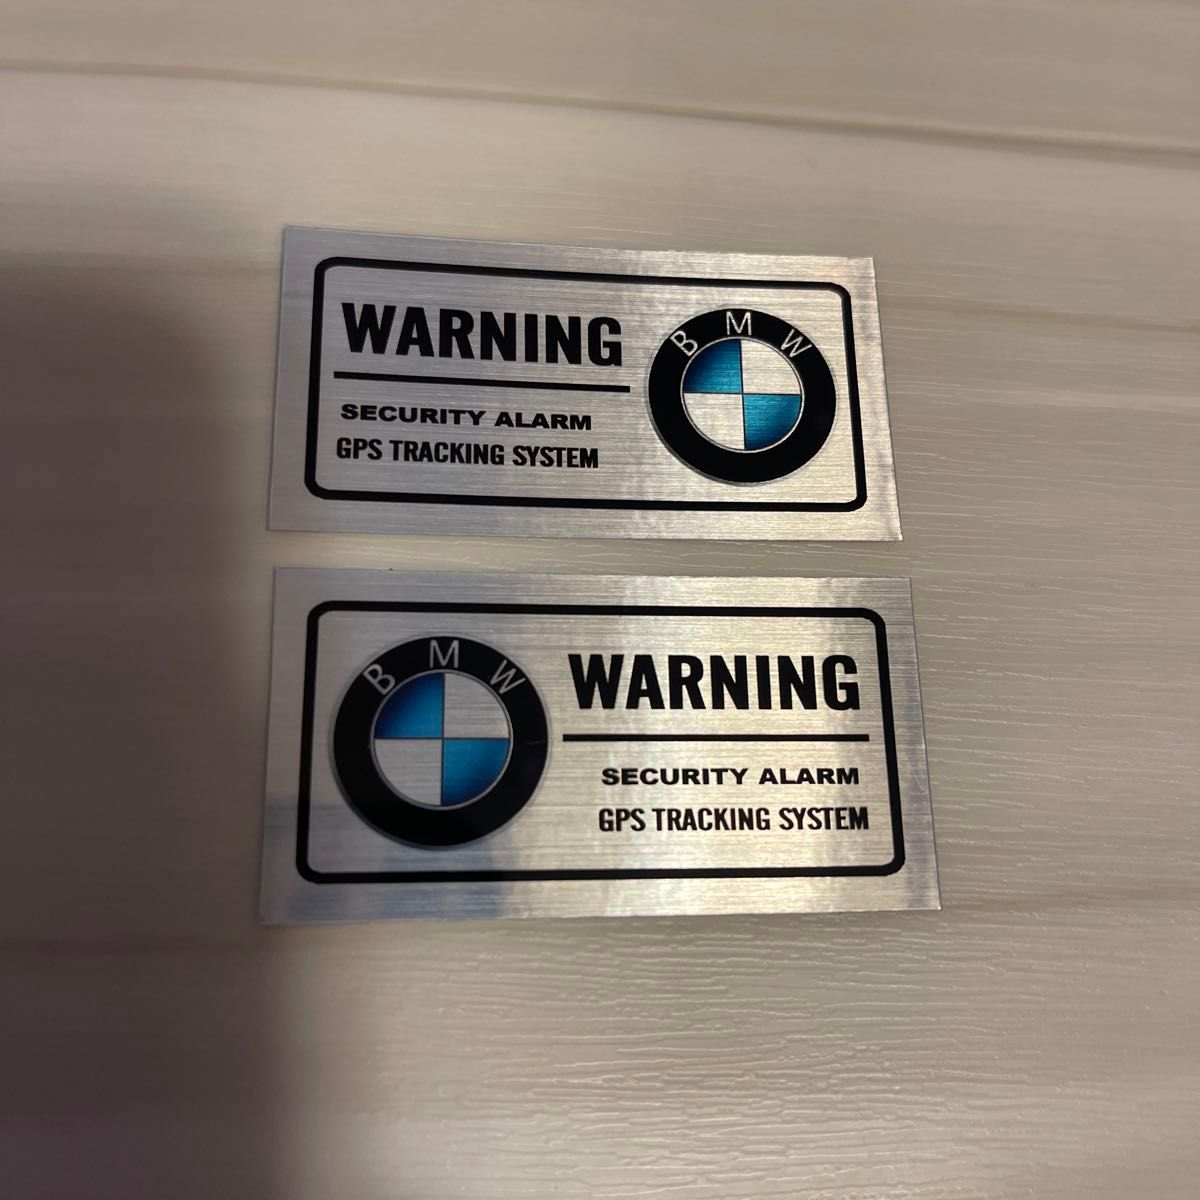 WARNING
SECURITY ALARM
GPS TRACKING SYSTEM
BMW
BMW
WARNING
SECURITY ALARM
GPS TRACKING SYSTEM